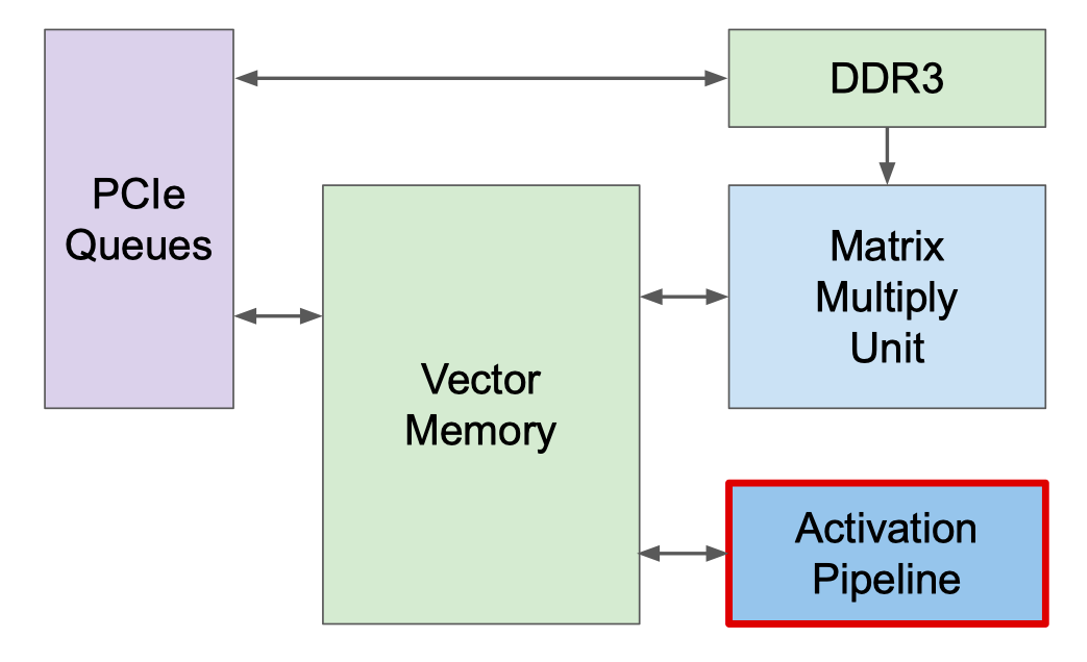 PCIe
Queues
DDR3
Matrix
Multiply
Unit
Vector
Memory
Activation
Pipeline